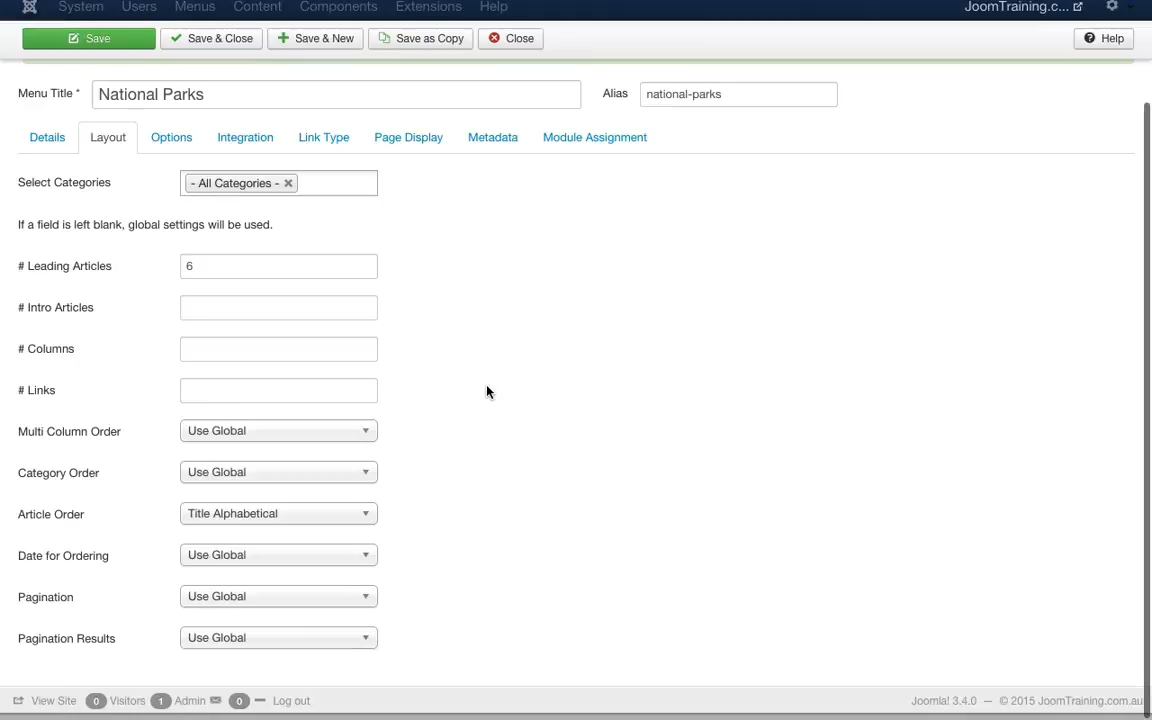 System Users Menus Content Components Extensions Help JoomTraining.c...
Save Save & Close Save & New Save as Copy Close Help
Menu Title * National Parks Alias national-parks
Details Layout Options Integration Link Type Page Display Metadata Module Assignment
Select Categories - All Categories -
If a field is left blank, global settings will be used.
# Leading Articles 6
# Intro Articles
# Columns
# Links
Multi Column Order Use Global
Category Order Use Global
Article Order Title Alphabetical
Date for Ordering Use Global
Pagination Use Global
Pagination Results Use Global
View Site 0 Visitors 1 Admin 0 Log out Joomla! 3.4.0 — © 2015 JoomTraining.com.au